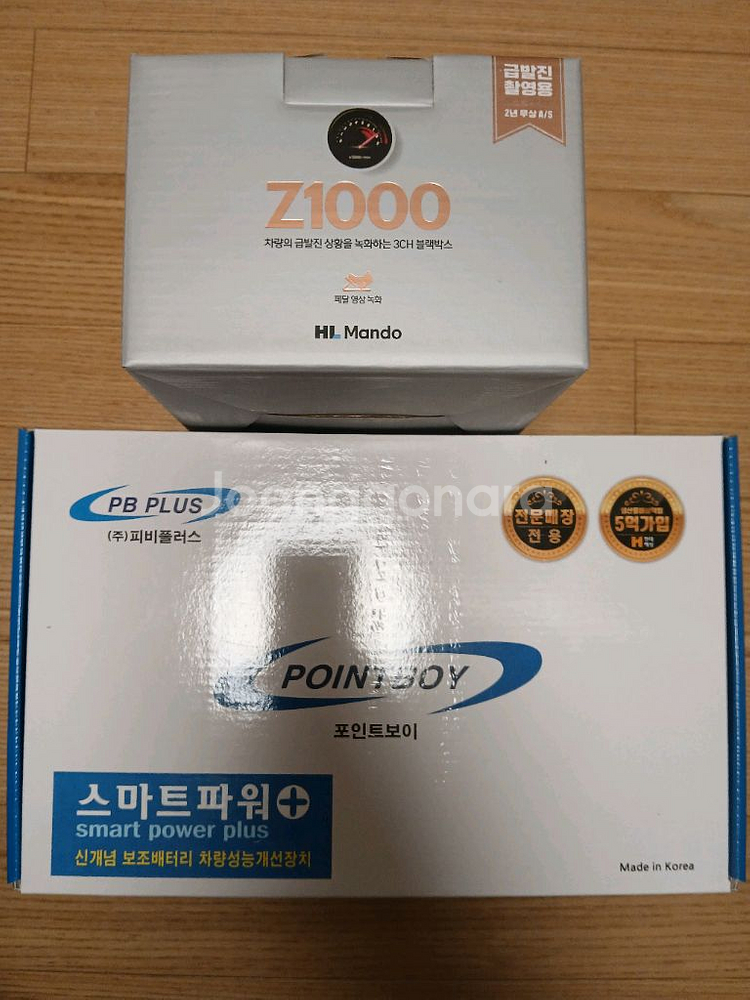 급발진
촬영용
2년 무상 A/S
Z1000
차량의 급발진 상황을 녹화하는 3CH 블랙박스
페달 영상 녹화
HL Mando
Joonggonara
PB PLUS
(주)피비플러스
전문매장
전용
5억가입
POINTBOY
포인트보이
스마트파워+
smart power plus
신개념 보조배터리 차량성능개선장치
Made in Korea